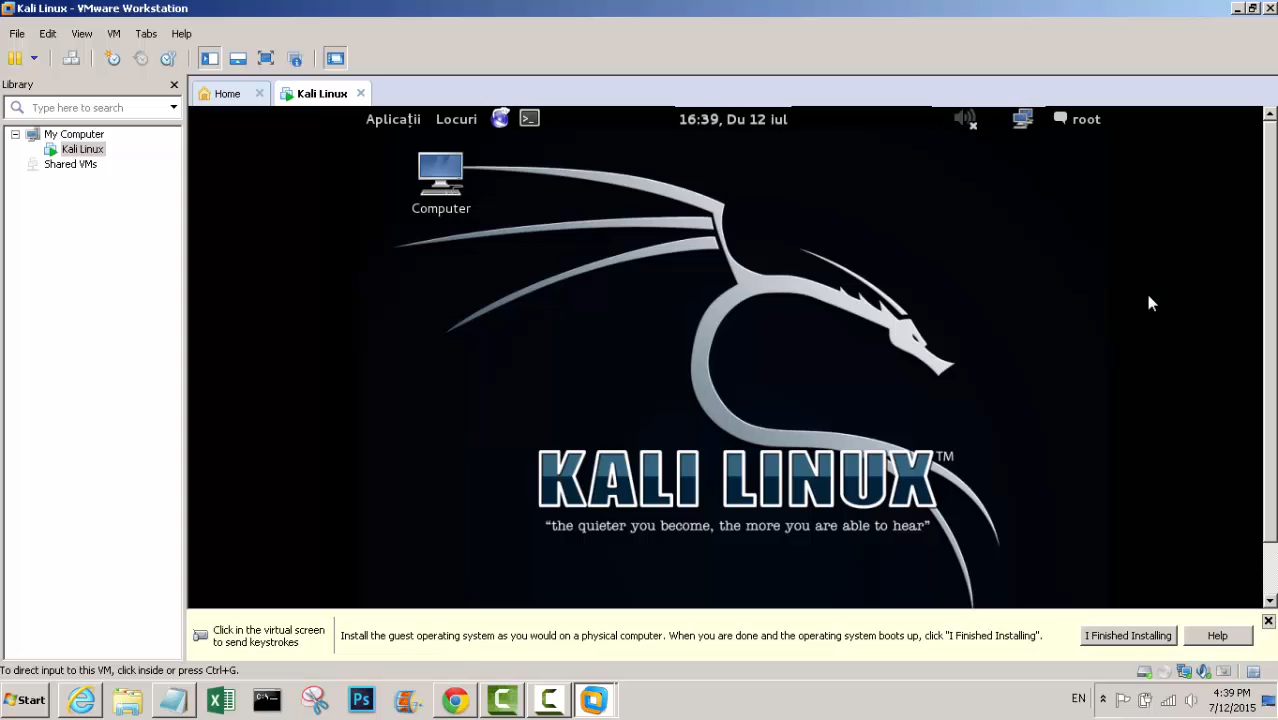 Kali Linux - VMware Workstation
File Edit View VM Tabs Help
Library
Type here to search
My Computer
Kali Linux
Shared VMs
Home
Kali Linux
Aplicații Locuri
16:39, Du 12 iul
root
Computer
KALI LINUX™
“the quieter you become, the more you are able to hear”
Click in the virtual screen
to send keystrokes
Install the guest operating system as you would on a physical computer. When you are done and the operating system boots up, click "I Finished Installing".
I Finished Installing
Help
To direct input to this VM, click inside or press Ctrl+G.
Start
Ps
EN
4:39 PM
7/12/2015